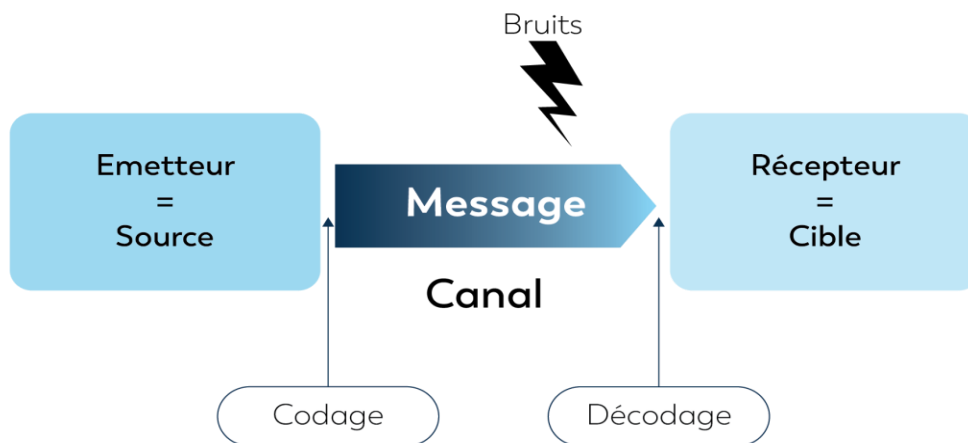 Bruits
Emetteur
=
Source
Message
Récepteur
=
Cible
Canal
Codage
Décodage